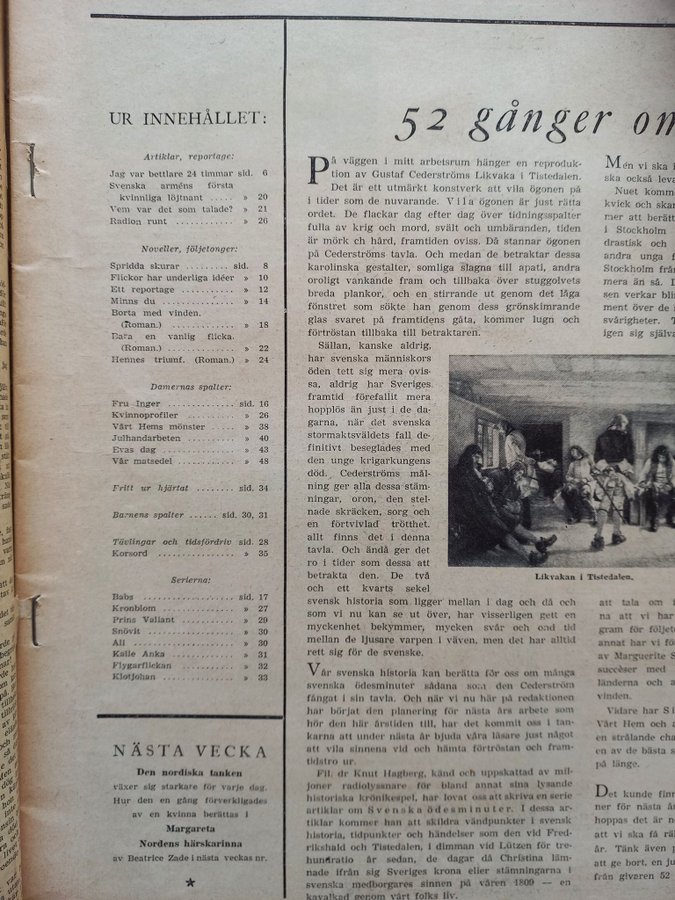 UR INNEHÅLLET:
Artiklar, reportage:
Jag var bettlare 24 timmar sid. 6
Svenska arméns första
kvinnliga löjtnant ..... » 20
Vem var det som talade? » 21
Radion runt ............ » 26
Noveller, följetonger:
Spridda skurar ........ sid. 8
Flickor har underliga idéer » 10
Ett reportage ........... » 12
Minns du ............... » 14
Borta med vinden.
(Roman.) ............ » 18
Bara en vanlig flicka.
(Roman.) ............ » 22
Hennes triumf. (Roman.) » 24
Damernas spalter:
Fru Inger .............. sid. 16
Kvinnoprofiler .......... » 26
Vårt Hems mönster ..... » 38
Julhandarbeten .......... » 40
Evas dag ............... » 43
Vår matsedel ............ » 48
Fritt ur hjärtat ........ sid. 34
Barnens spalter ...... sid. 30, 31
Tävlingar och tidsfördriv sid. 28
Korsord ................ » 35
Serierna:
Babs .................. sid. 17
Kronblom ............... » 27
Prins Valiant ........... » 29
Snövit .................. » 30
Ali ..................... » 30
Kalle Anka .............. » 31
Flygarflickan ............ » 32
Klotjohan ............... » 33
NÄSTA VECKA
Den nordiska tanken
växer sig starkare för varje dag.
Hur den en gång förverkligades
av en kvinna berättas i
Margareta
Nordens härskarinna
av Beatrice Zade i nästa veckas nr.
52 gånger om
På väggen i mitt arbetsrum hänger en reproduk-
tion av Gustaf Cederströms Likvaka i Tistedalen.
Det är ett utmärkt konstverk att vila ögonen på
i tider som de nuvarande. Vila ögonen är just rätta
ordet. De flackar dag efter dag över tidningsspalter
fulla av krig och mord, svält och umbäranden, tiden
är mörk ch hård, framtiden oviss. Då stannar ögonen
på Cederströms tavla. Och medan de betraktar dessa
karolinska gestalter, somliga slagna till apati, andra
oroligt vankande fram och tillbaka över stuggolvets
breda plankor, och en stirrande ut genom det låga
fönstret som sökte han genom dess grönskimrande
glas svaret på framtidens gåta, kommer lugn och
förtröstan tillbaka till betraktaren.
Sällan, kanske aldrig,
har svenska människors
öden tett sig mera ovis-
sa, aldrig har Sveriges
framtid förefallit mera
hopplös än just i de da-
garna, när det svenska
stormaktsväldets fall de-
finitivt beseglades med
den unge krigarkungens
död. Cederströms mål-
ning ger alla dessa stäm-
ningar, oron, den stel-
nade skräcken, sorg och
en förtvivlad trötthet.
allt finns det i denna
tavla. Och ändå ger det
ro i tider som dessa att
betrakta den. De två
och ett kvarts sekel
svensk historia som ligger mellan i dag och då och
som vi nu kan se ut över, har visserligen gett en
myckenhet bekymmer, mycken svår och ond tid
mellan de ljusare varpen i väven, men det har alltid
rett sig för de svenske.
Vår svenska historia kan berätta för oss om många
svenska ödesminuter sådana som den Cederström
fångat i sin tavla. Och när vi nu här på redaktionen
har börjat den planering för nästa års arbete som
hör den här årstiden till, har det kommit oss i tan-
karna att under nästa år bjuda våra läsare just något
att vila sinnena vid och hämta förtröstan och fram-
tidstro ur.
Fil. dr Knut Hagberg, känd och uppskattad av mil-
joner radiolyssnare för bland annat sina lysande
historiska krönikespel, har lovat oss att skriva en serie
artiklar om Svenska ödesminuter. I dessa ar-
tiklar kommer han att skildra vändpunkter i svensk
historia, tidpunkter och händelser som den vid Fred-
rikshald och Tistedalen, i dimman vid Lützen för tre-
hundratio år sedan, de dagar då Christina läm-
nade ifrån sig Sveriges krona eller stämningarna i
svenska medborgares sinnen på våren 1809 — en
kavalkad genom vårt folks liv.
Likvakan i Tistedalen.
Men vi ska i
ska också leva
Nuet komm
kvick och skar
mer att berätt
i Stockholm
drastisk och
andra unga f
Stockholm från
mera än så. I
sen verkar blin
ment över de
svårigheter. T
igen sig själva
att tala om i
na att vi har
gram för följet
annat har vi fö
av Marguerite S
succéser med
länderna och a
vinden.
Vidare har Si
Vårt Hem och a
en strålande cha
en av de bästa s
på länge.
Det kunde finn
ner för nästa å
hoppas det är n
att vi ska få räl
år. Tänk även p
att ge bort, en ju
från givaren 52